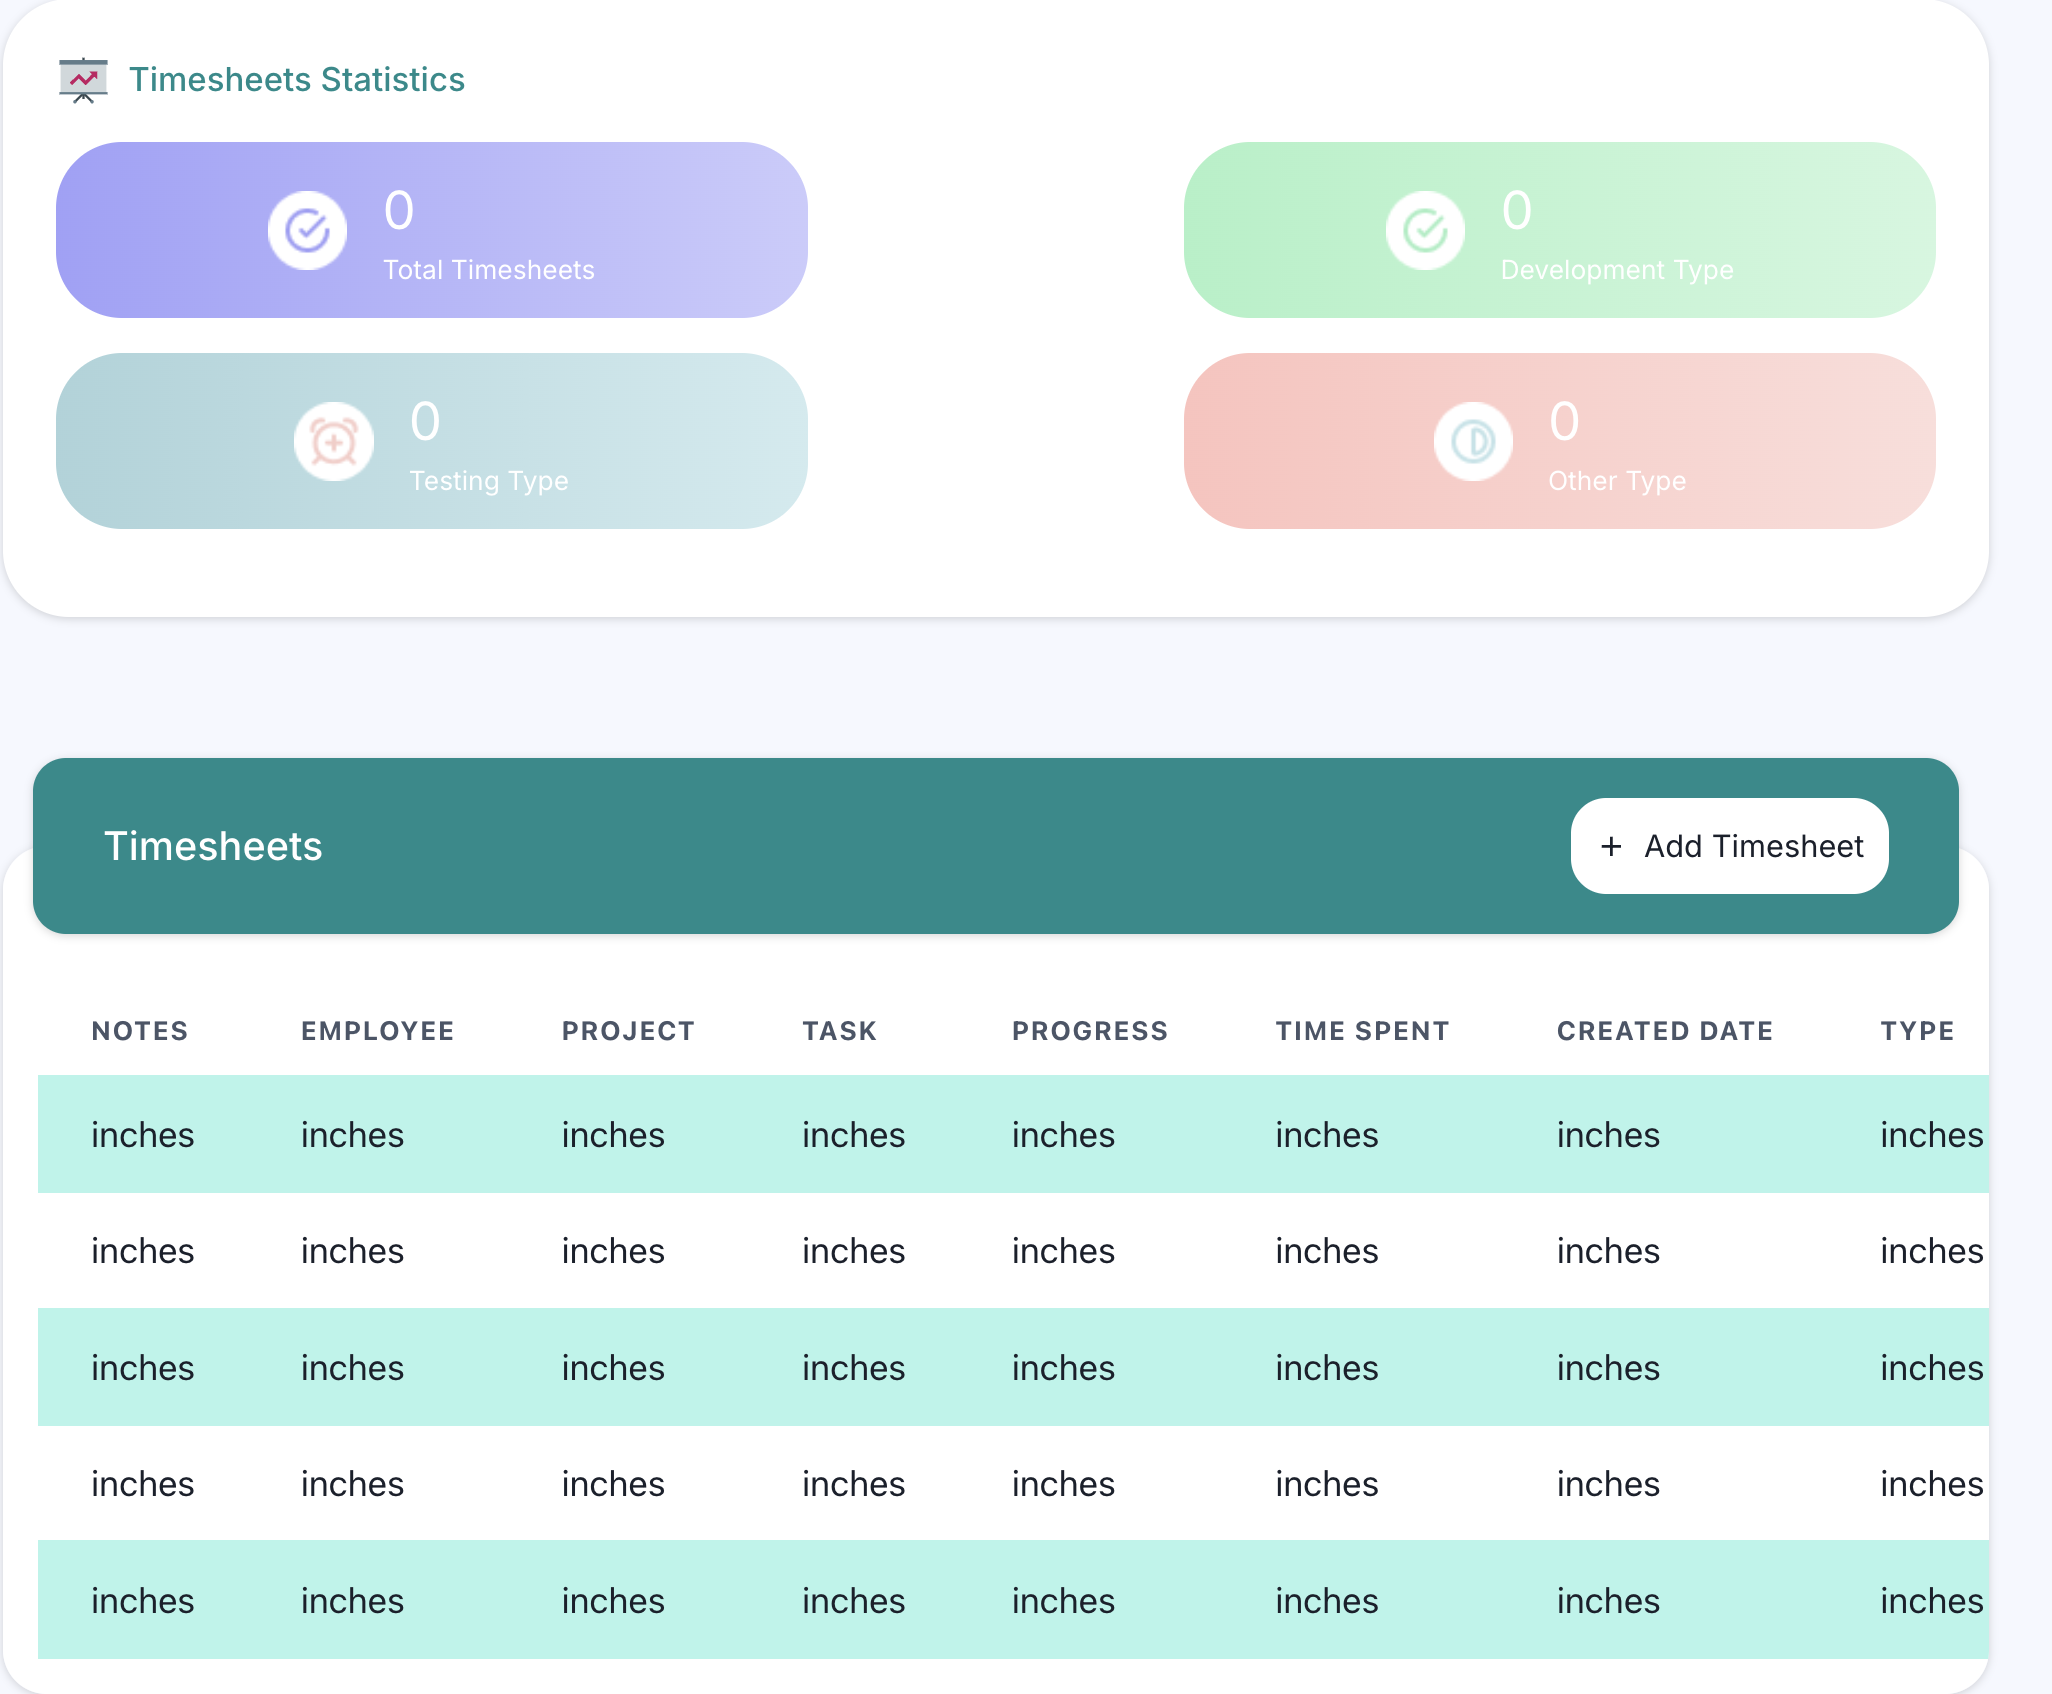 Timesheets Statistics
0
Total Timesheets
0
Development Type
0
Testing Type
0
Other Type
Timesheets
+ Add Timesheet
NOTES EMPLOYEE PROJECT TASK PROGRESS TIME SPENT CREATED DATE TYPE
inches inches inches inches inches inches inches inches
inches inches inches inches inches inches inches inches
inches inches inches inches inches inches inches inches
inches inches inches inches inches inches inches inches
inches inches inches inches inches inches inches inches